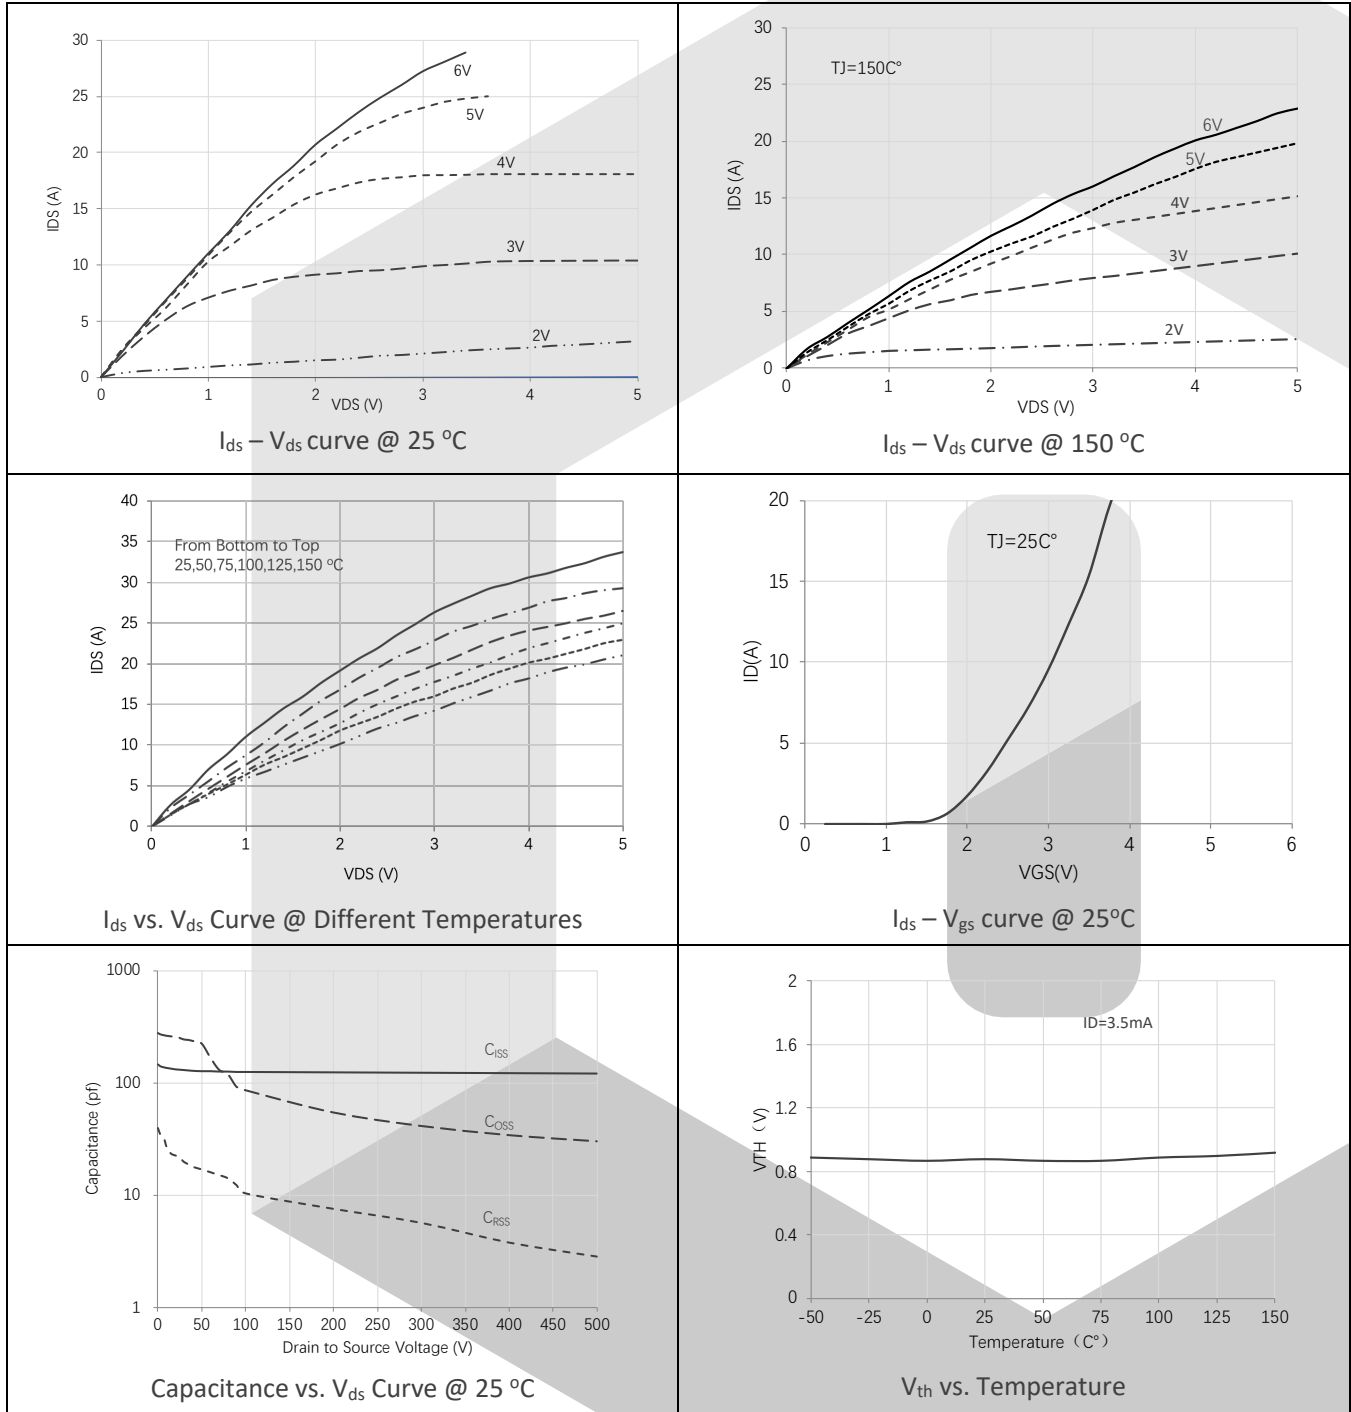 30
25
20
15
10
5
0
IDS (A)
6V
5V
4V
3V
2V
0 1 2 3 4 5
VDS (V)
Ids – Vds curve @ 25 °C
30
25
20
15
10
5
0
IDS (A)
TJ=150C°
6V
5V
4V
3V
2V
0 1 2 3 4 5
VDS (V)
Ids – Vds curve @ 150 °C
40
35
30
25
20
15
10
5
0
IDS (A)
From Bottom to Top
25,50,75,100,125,150 °C
0 1 2 3 4 5
VDS (V)
Ids vs. Vds Curve @ Different Temperatures
20
15
10
5
0
ID(A)
TJ=25C°
0 1 2 3 4 5 6
VGS(V)
Ids – Vgs curve @ 25°C
1000
100
10
1
Capacitance (pf)
CISS
COSS
CRSS
0 50 100 150 200 250 300 350 400 450 500
Drain to Source Voltage (V)
Capacitance vs. Vds Curve @ 25 °C
2
1.6
1.2
0.8
0.4
0
VTH（V）
ID=3.5mA
-50 -25 0 25 50 75 100 125 150
Temperature（C°）
Vth vs. Temperature